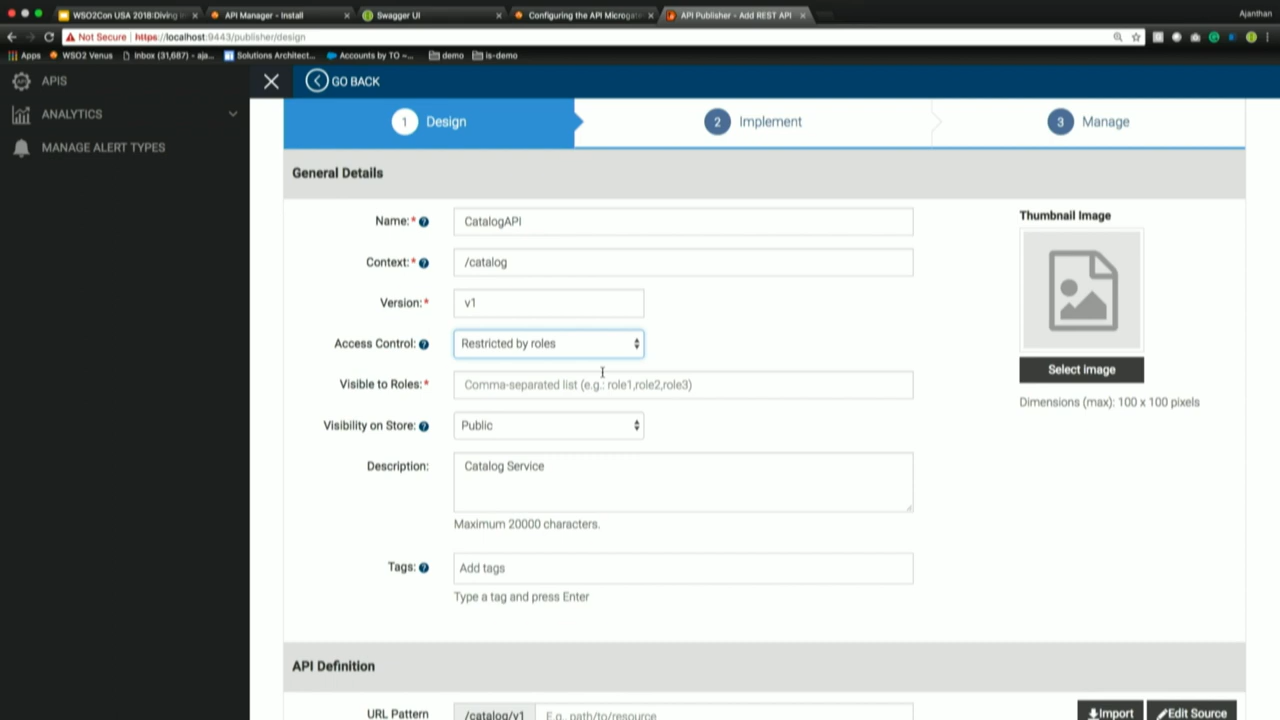 WSO2Con USA 2018:Diving
API Manager - Install
Swagger UI
Configuring the API Microgate
API Publisher - Add REST API
Ajanthan
Not Secure | https://localhost:9443/publisher/design
Apps
WSO2 Venus
Inbox (31,687) - aja...
Solutions Architect...
Accounts by TO –...
demo
is-demo
APIS
ANALYTICS
MANAGE ALERT TYPES
GO BACK
1 Design
2 Implement
3 Manage
General Details
Name:* CatalogAPI
Context:* /catalog
Version:* v1
Access Control: Restricted by roles
Visible to Roles:* Comma-separated list (e.g.: role1,role2,role3)
Visibility on Store: Public
Description: Catalog Service
Maximum 20000 characters.
Tags: Add tags
Type a tag and press Enter
Thumbnail Image
Select image
Dimensions (max): 100 x 100 pixels
API Definition
URL Pattern /catalog/v1 E.g. path/to/resource
Import
Edit Source